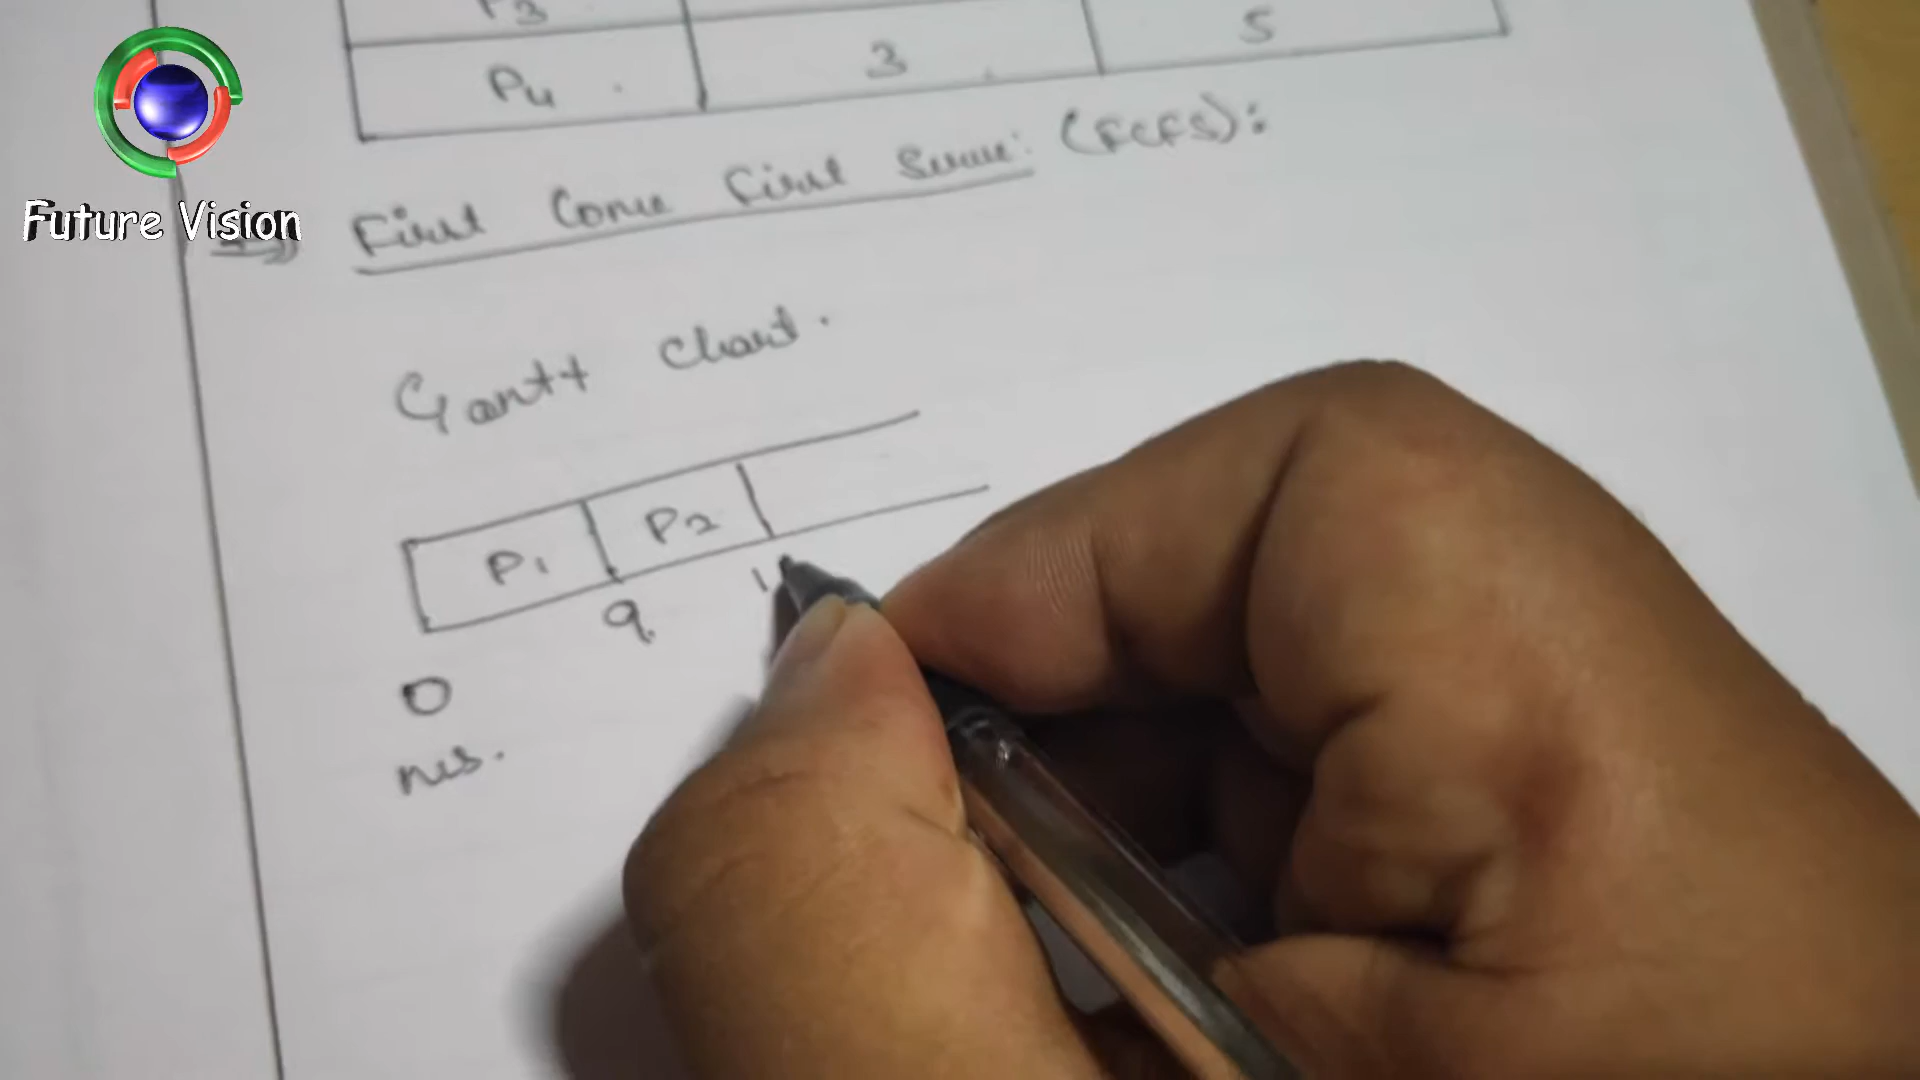 P3
P4 3 5
Future Vision
First Come First Serve: (FCFS):
Gantt Chart.
P1 P2
9
0
ms.